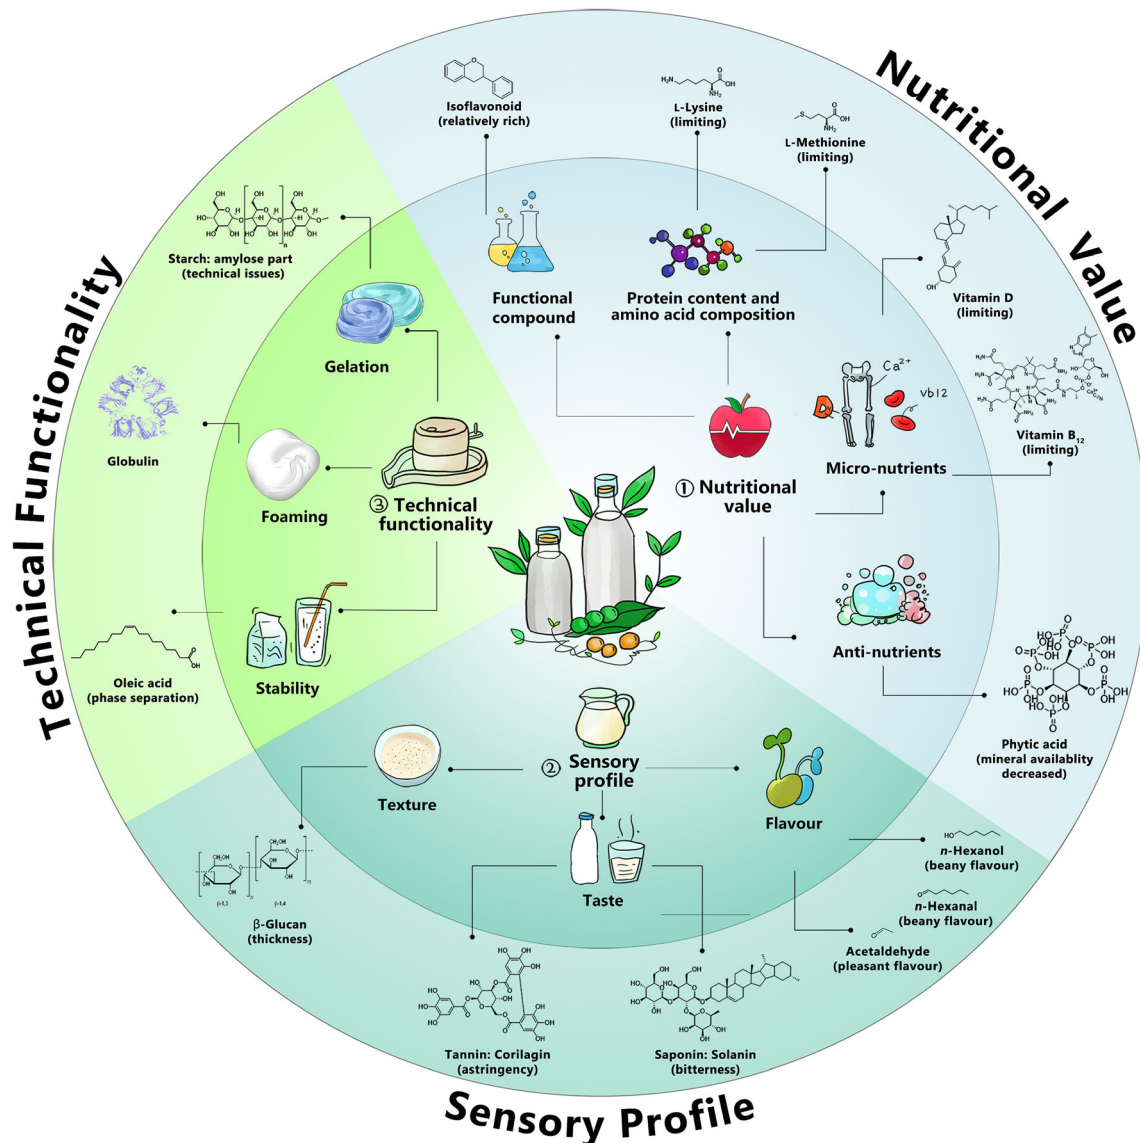 Nutritional Value
Technical Functionality
Sensory Profile
Isoflavonoid
(relatively rich)
L-Lysine
(limiting)
L-Methionine
(limiting)
Vitamin D
(limiting)
Vitamin B12
(limiting)
Phytic acid
(mineral availablity
decreased)
Functional
compound
Protein content and
amino acid composition
Ca2+
Vb12
Micro-nutrients
Anti-nutrients
① Nutritional
value
Starch: amylose part
(technical issues)
Globulin
Oleic acid
(phase separation)
Gelation
Foaming
Stability
③ Technical
functionality
② Sensory
profile
Texture
Taste
Flavour
β-Glucan
(thickness)
β-1,3
β-1,4
Tannin: Corilagin
(astringency)
Saponin: Solanin
(bitterness)
n-Hexanol
(beany flavour)
n-Hexanal
(beany flavour)
Acetaldehyde
(pleasant flavour)